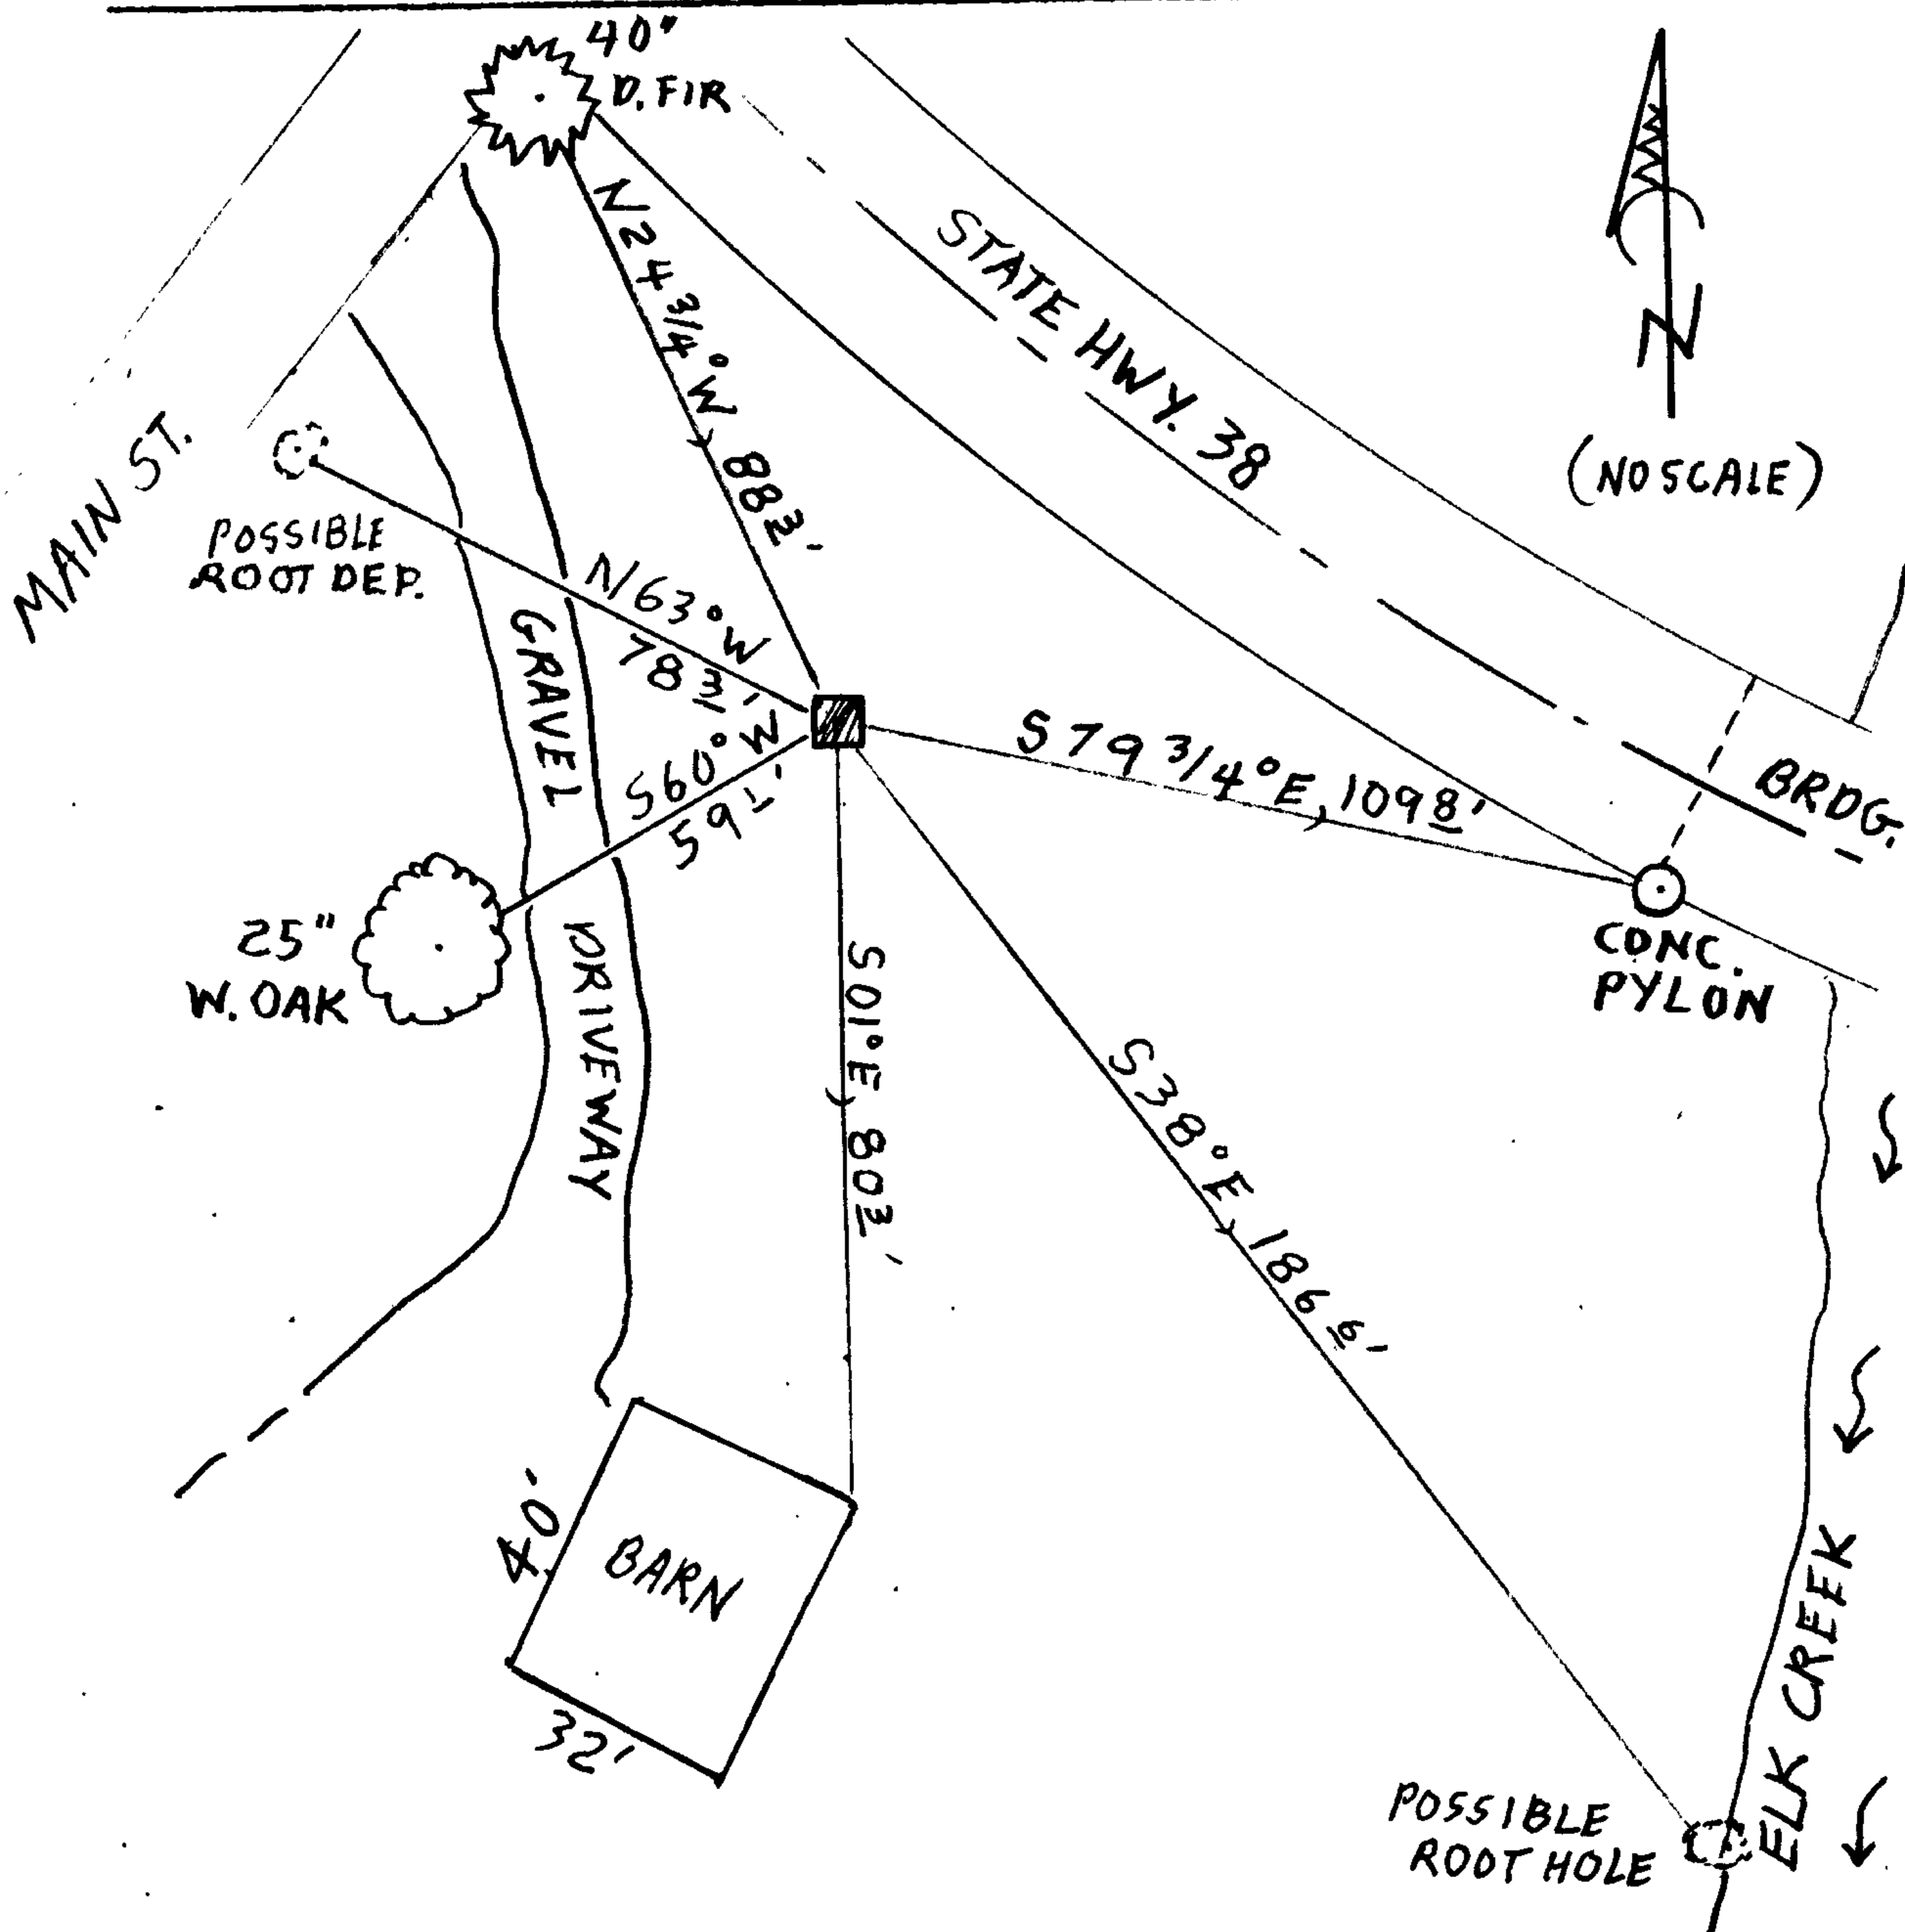 40"
D. FIR
N24 3/4°W, 88 3'
STATE HWY. 38
N
(NO SCALE)
MAIN ST.
POSSIBLE
ROOT DEP.
N63°W
78 3'
GRAVEL
S60°W
59 1'
S79 3/4°E, 109 8'
BRDG.
25"
W. OAK
DRIVEWAY
CONC.
PYLON
S01°E, 80 3'
S38°E, 186 6'
40'
BARN
32'
ELK CREEK
POSSIBLE
ROOT HOLE